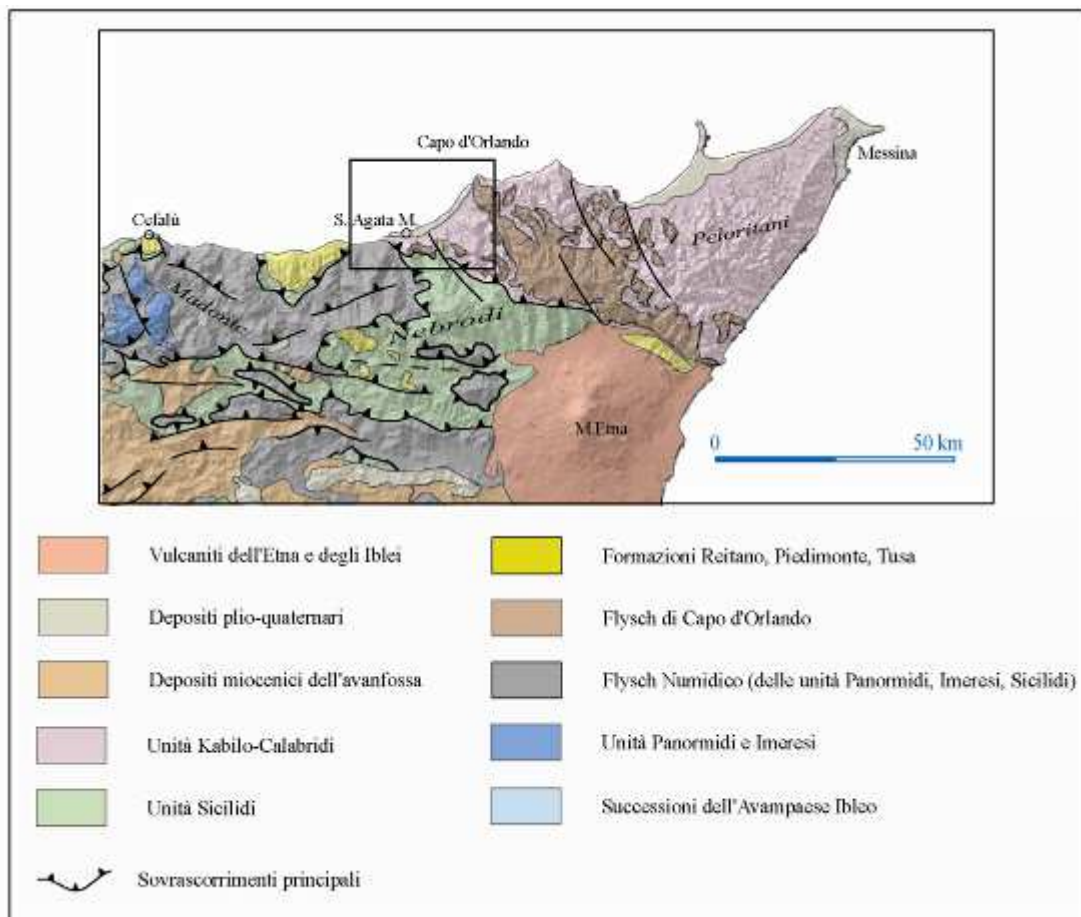 Capo d'Orlando
Messina
Cefalù
S. Agata M.
Peloritani
Madonie
Nebrodi
M.Etna
0 50 km
Vulcaniti dell'Etna e degli Iblei
Formazioni Reitano, Piedimonte, Tusa
Depositi plio-quaternari
Flysch di Capo d'Orlando
Depositi miocenici dell'avanfossa
Flysch Numidico (delle unità Panormidi, Imeresi, Sicilidi)
Unità Kabilo-Calabridi
Unità Panormidi e Imeresi
Unità Sicilidi
Successioni dell'Avampaese Ibleo
Sovrascorrimenti principali